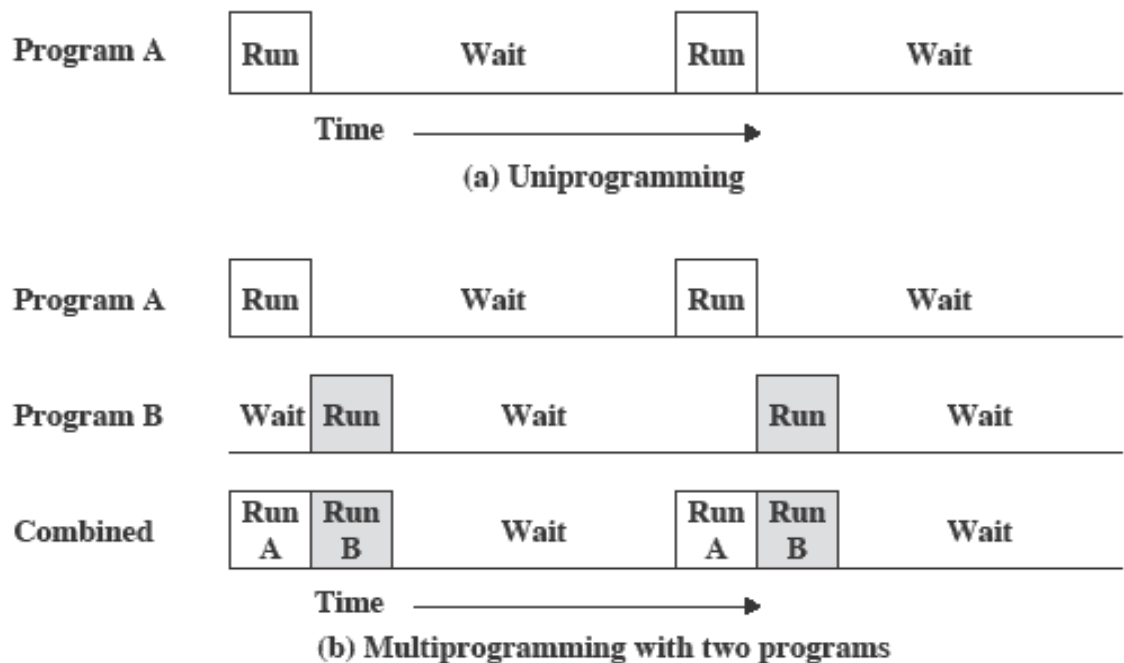 Program A Run Wait Run Wait
Time
(a) Uniprogramming
Program A Run Wait Run Wait
Program B Wait Run Wait Run Wait
Combined Run A Run B Wait Run A Run B Wait
Time
(b) Multiprogramming with two programs